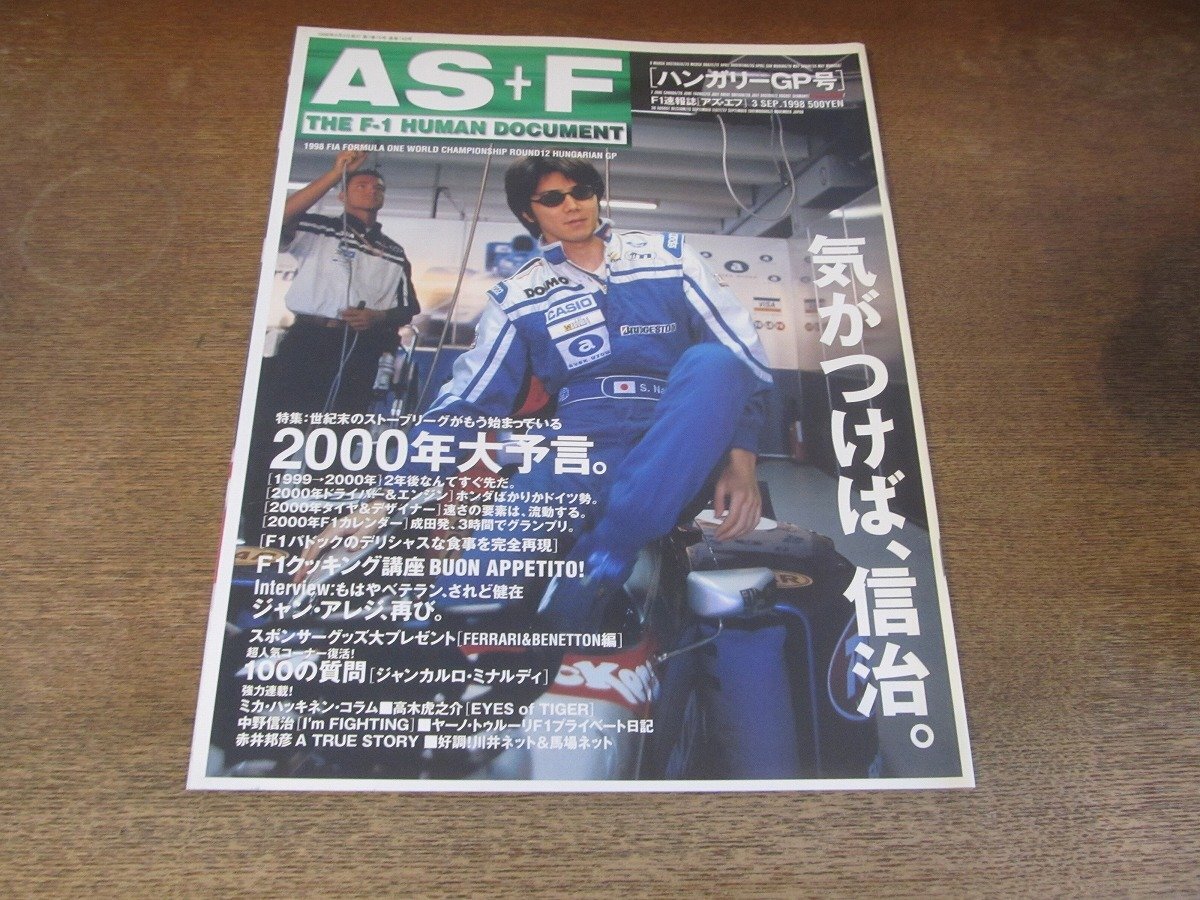 AS+F
THE F-1 HUMAN DOCUMENT
1998 FIA FORMULA ONE WORLD CHAMPIONSHIP ROUND12 HUNGARIAN GP
[ハンガリーGP号]
F1速報誌[アズ・エフ] 3 SEP.1998 500YEN
気がつけば、信治。
DOMO
CASIO
a
BRIDGESTONE
S. Na
VISA
特集:世紀末のストーブリーグがもう始まっている
2000年大予言。
[1999→2000年]2年後なんてすぐ先だ。
[2000年ドライバー&エンジン]ホンダばかりかドイツ勢。
[2000年タイヤ&デザイナー]速さの要素は、流動する。
[2000年F1カレンダー]成田発、3時間でグランプリ。
[F1パドックのデリシャスな食事を完全再現]
F1クッキング講座 BUON APPETITO!
Interview:もはやベテラン、されど健在
ジャン・アレジ、再び。
スポンサーグッズ大プレゼント[FERRARI&BENETTON編]
超人気コーナー復活!
100の質問[ジャンカルロ・ミナルディ]
強力連載!
ミカ・ハッキネン・コラム■高木虎之介[EYES of TIGER]
中野信治[I'm FIGHTING]■ヤーノ・トゥルーリF1プライベート日記
赤井邦彦 A TRUE STORY ■好調!川井ネット&馬場ネット